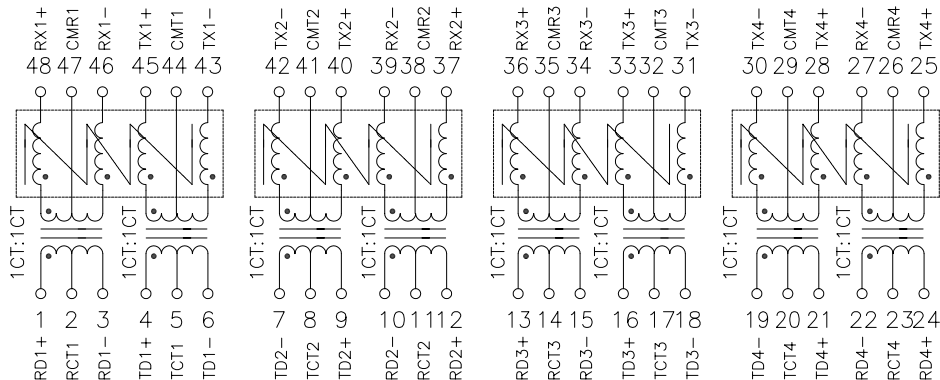 RX1+ CMR1 RX1- TX1+ CMT1 TX1- TX2- CMT2 TX2+ RX2- CMR2 RX2+ RX3+ CMR3 RX3- TX3+ CMT3 TX3- TX4- CMT4 TX4+ RX4- CMR4 TX4+
48 47 46 45 44 43 42 41 40 39 38 37 36 35 34 33 32 31 30 29 28 27 26 25
1CT:1CT 1CT:1CT 1CT:1CT 1CT:1CT 1CT:1CT 1CT:1CT 1CT:1CT 1CT:1CT
1 2 3 4 5 6 7 8 9 10 11 12 13 14 15 16 17 18 19 20 21 22 23 24
RD1+ RCT1 RD1- TD1+ TCT1 TD1- TD2- TCT2 TD2+ RD2- RCT2 RD2+ RD3+ RCT3 RD3- TD3+ TCT3 TD3- TD4- TCT4 TD4+ RD4- RCT4 RD4+